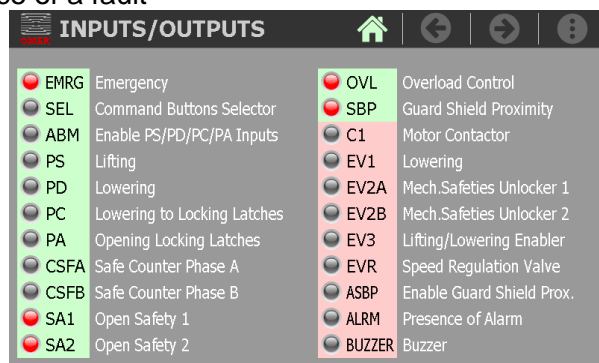 es of a fault
INPUTS/OUTPUTS
EMRG Emergency
SEL Command Buttons Selector
ABM Enable PS/PD/PC/PA Inputs
PS Lifting
PD Lowering
PC Lowering to Locking Latches
PA Opening Locking Latches
CSFA Safe Counter Phase A
CSFB Safe Counter Phase B
SA1 Open Safety 1
SA2 Open Safety 2
OVL Overload Control
SBP Guard Shield Proximity
C1 Motor Contactor
EV1 Lowering
EV2A Mech.Safeties Unlocker 1
EV2B Mech.Safeties Unlocker 2
EV3 Lifting/Lowering Enabler
EVR Speed Regulation Valve
ASBP Enable Guard Shield Prox.
ALRM Presence of Alarm
BUZZER Buzzer